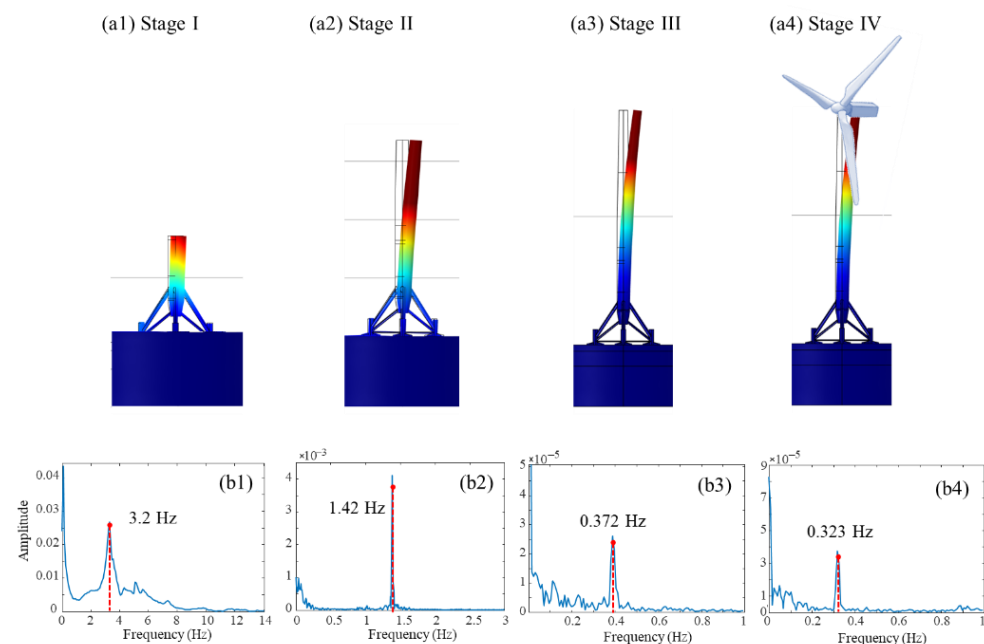 (a1) Stage I
(a2) Stage II
(a3) Stage III
(a4) Stage IV
Amplitude
0.04
0.03
0.02
0.01
0
(b1)
3.2 Hz
0 2 4 6 8 10 12 14
Frequency (Hz)
×10⁻³
4
3
2
1
0
(b2)
1.42 Hz
0 0.5 1.0 1.5 2 2.5 3
Frequency (Hz)
×10⁻⁵
5
4
3
2
1
0
(b3)
0.372 Hz
0 0.2 0.4 0.6 0.8 1
Frequency (Hz)
×10⁻⁵
9
7
5
3
1
0
(b4)
0.323 Hz
0 0.2 0.4 0.6 0.8 1
Frequency (Hz)